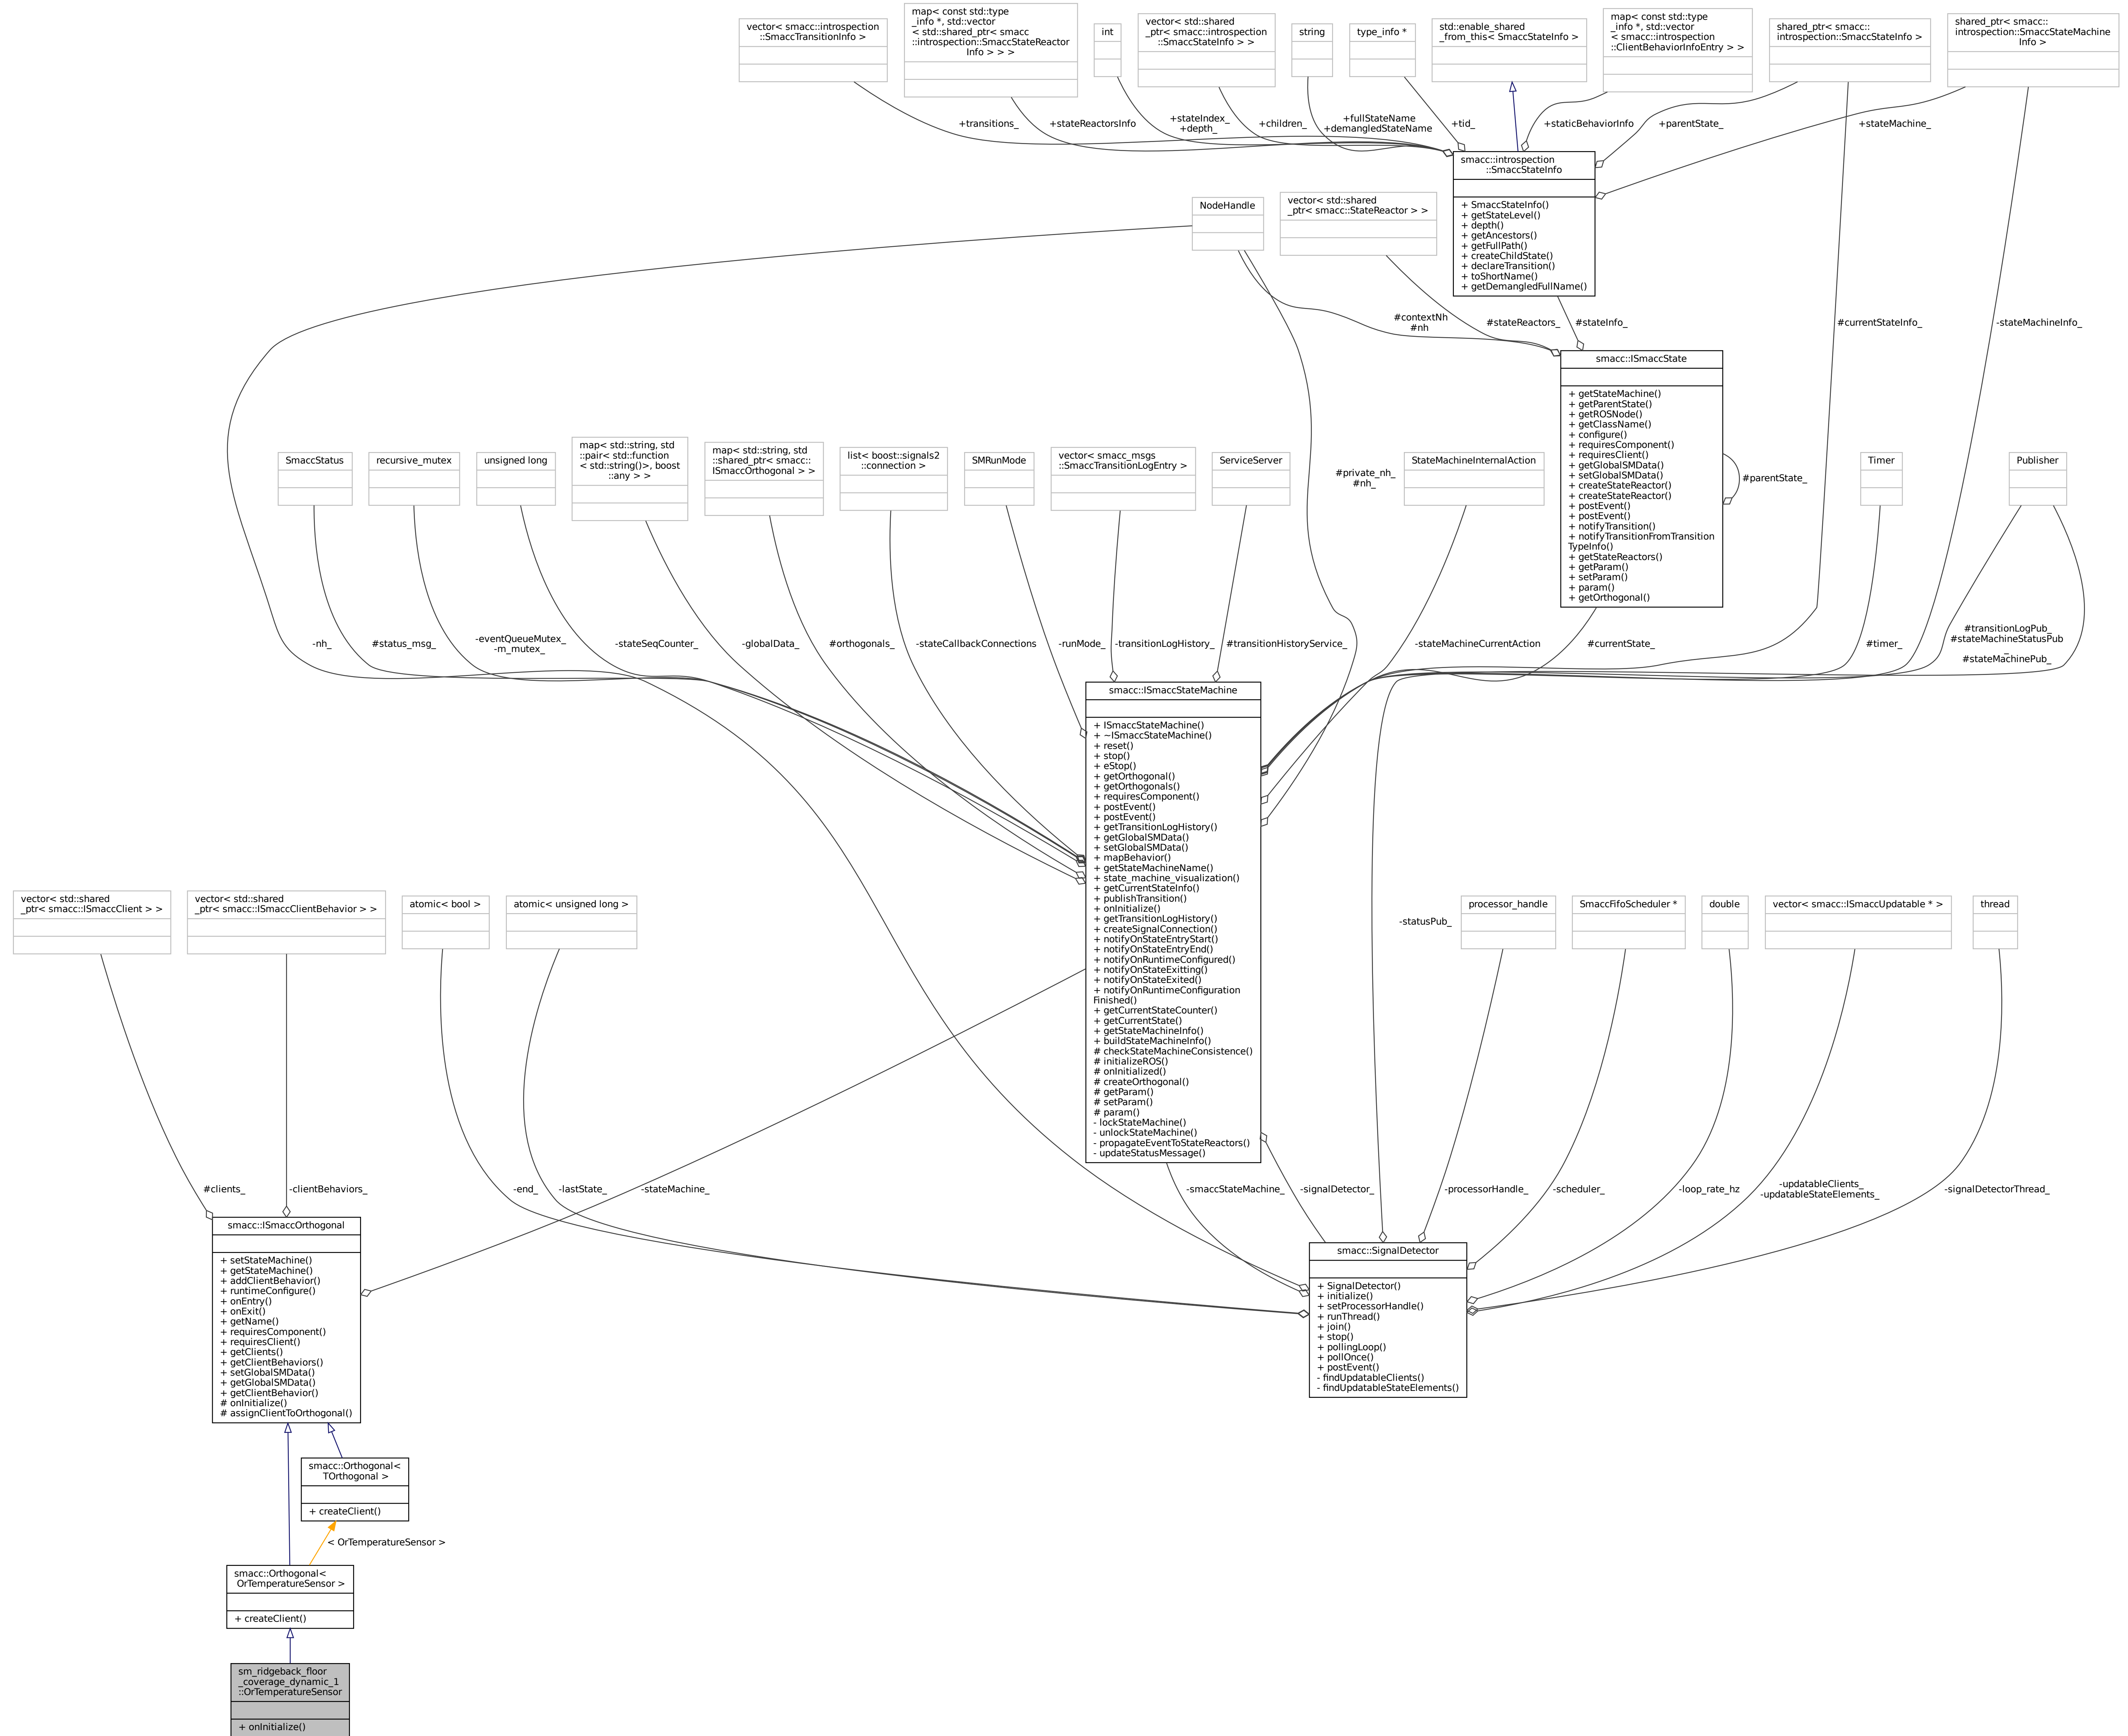 vector< smacc::introspection
::SmaccTransitionInfo >
map< const std::type
_info *, std::vector
< std::shared_ptr< smacc
::introspection::SmaccStateReactor
Info > > >
int
vector< std::shared
_ptr< smacc::introspection
::SmaccStateInfo > >
string
type_info *
std::enable_shared
_from_this< SmaccStateInfo >
map< const std::type
_info *, std::vector
< smacc::introspection
::ClientBehaviorInfoEntry > >
shared_ptr< smacc::
introspection::SmaccStateInfo >
shared_ptr< smacc::
introspection::SmaccStateMachine
Info >
+transitions_
+stateReactorsInfo
+stateIndex_
+depth_
+children_
+fullStateName
+demangledStateName
+tid_
+staticBehaviorInfo
+parentState_
+stateMachine_
smacc::introspection
::SmaccStateInfo
+ SmaccStateInfo()
+ getStateLevel()
+ depth()
+ getAncestors()
+ getFullPath()
+ createChildState()
+ declareTransition()
+ toShortName()
+ getDemangledFullName()
NodeHandle
vector< std::shared
_ptr< smacc::StateReactor > >
#contextNh
#nh
#stateReactors_
#stateInfo_
#currentStateInfo_
-stateMachineInfo_
smacc::ISmaccState
+ getStateMachine()
+ getParentState()
+ getROSNode()
+ getClassName()
+ configure()
+ requiresComponent()
+ requiresClient()
+ getGlobalSMData()
+ setGlobalSMData()
+ createStateReactor()
+ createStateReactor()
+ postEvent()
+ postEvent()
+ notifyTransition()
+ notifyTransitionFromTransition
TypeInfo()
+ getStateReactors()
+ getParam()
+ setParam()
+ param()
+ getOrthogonal()
#parentState_
SmaccStatus
recursive_mutex
unsigned long
map< std::string, std
::pair< std::function
< std::string()>, boost
::any > >
map< std::string, std
::shared_ptr< smacc::
ISmaccOrthogonal > >
list< boost::signals2
::connection >
SMRunMode
vector< smacc_msgs
::SmaccTransitionLogEntry >
ServiceServer
#private_nh_
#nh_
StateMachineInternalAction
Timer
Publisher
-nh_
#status_msg_
-eventQueueMutex_
-m_mutex_
-stateSeqCounter_
-globalData_
#orthogonals_
-stateCallbackConnections
-runMode_
-transitionLogHistory_
#transitionHistoryService_
-stateMachineCurrentAction
#currentState_
#timer_
#transitionLogPub_
#stateMachineStatusPub
_
#stateMachinePub_
smacc::ISmaccStateMachine
+ ISmaccStateMachine()
+ ~ISmaccStateMachine()
+ reset()
+ stop()
+ eStop()
+ getOrthogonal()
+ getOrthogonals()
+ requiresComponent()
+ postEvent()
+ postEvent()
+ getTransitionLogHistory()
+ getGlobalSMData()
+ setGlobalSMData()
+ mapBehavior()
+ getStateMachineName()
+ state_machine_visualization()
+ getCurrentStateInfo()
+ publishTransition()
+ onInitialize()
+ getTransitionLogHistory()
+ createSignalConnection()
+ notifyOnStateEntryStart()
+ notifyOnStateEntryEnd()
+ notifyOnRuntimeConfigured()
+ notifyOnStateExitting()
+ notifyOnStateExited()
+ notifyOnRuntimeConfiguration
Finished()
+ getCurrentStateCounter()
+ getCurrentState()
+ getStateMachineInfo()
+ buildStateMachineInfo()
# checkStateMachineConsistence()
# initializeROS()
# onInitialized()
# createOrthogonal()
# getParam()
# setParam()
# param()
- lockStateMachine()
- unlockStateMachine()
- propagateEventToStateReactors()
- updateStatusMessage()
vector< std::shared
_ptr< smacc::ISmaccClient > >
vector< std::shared
_ptr< smacc::ISmaccClientBehavior > >
atomic< bool >
atomic< unsigned long >
-statusPub_
processor_handle
SmaccFifoScheduler *
double
vector< smacc::ISmaccUpdatable * >
thread
#clients_
-clientBehaviors_
-end_
-lastState_
-stateMachine_
-smaccStateMachine_
-signalDetector_
-processorHandle_
-scheduler_
-loop_rate_hz
-updatableClients_
-updatableStateElements_
-signalDetectorThread_
smacc::ISmaccOrthogonal
+ setStateMachine()
+ getStateMachine()
+ addClientBehavior()
+ runtimeConfigure()
+ onEntry()
+ onExit()
+ getName()
+ requiresComponent()
+ requiresClient()
+ getClients()
+ getClientBehaviors()
+ setGlobalSMData()
+ getGlobalSMData()
+ getClientBehavior()
# onInitialize()
# assignClientToOrthogonal()
smacc::SignalDetector
+ SignalDetector()
+ initialize()
+ setProcessorHandle()
+ runThread()
+ join()
+ stop()
+ pollingLoop()
+ pollOnce()
+ postEvent()
- findUpdatableClients()
- findUpdatableStateElements()
smacc::Orthogonal<
TOrthogonal >
+ createClient()
< OrTemperatureSensor >
smacc::Orthogonal<
OrTemperatureSensor >
+ createClient()
sm_ridgeback_floor
_coverage_dynamic_1
::OrTemperatureSensor
+ onInitialize()